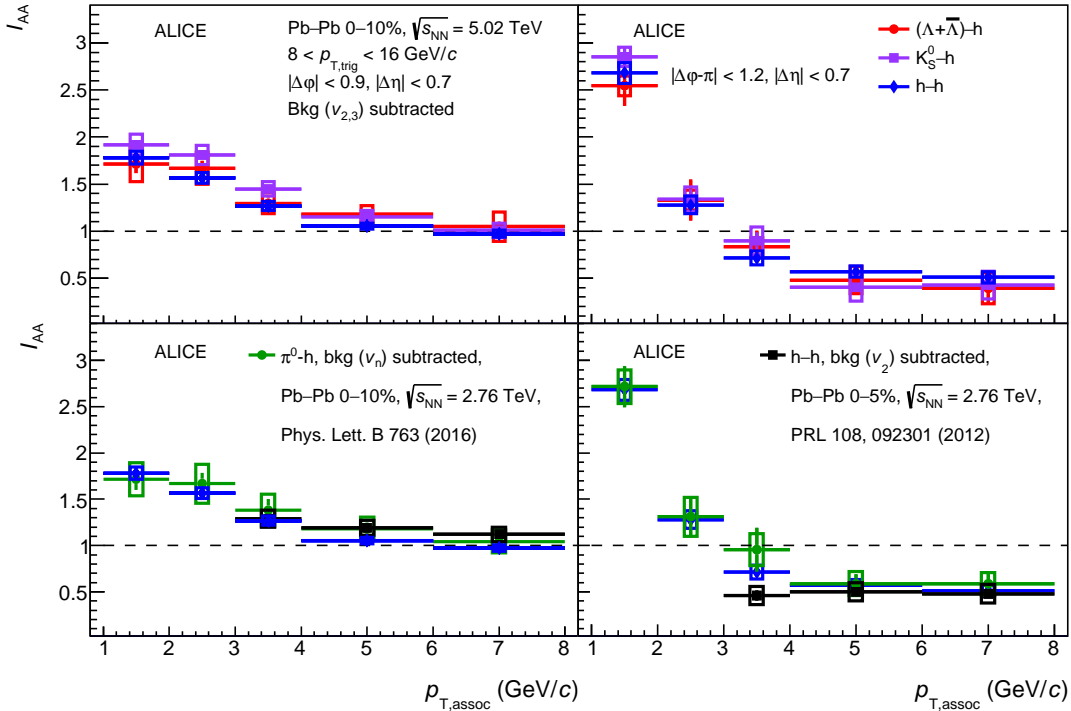 I_AA
ALICE
Pb–Pb 0–10%, √s_NN = 5.02 TeV
8 < p_T,trig < 16 GeV/c
|Δφ| < 0.9, |Δη| < 0.7
Bkg (v_2,3) subtracted
3
2.5
2
1.5
1
0.5
ALICE
(Λ+Λ̅)–h
K⁰_S–h
h–h
|Δφ-π| < 1.2, |Δη| < 0.7
I_AA
ALICE
π⁰-h, bkg (v_n) subtracted,
Pb–Pb 0–10%, √s_NN = 2.76 TeV,
Phys. Lett. B 763 (2016)
3
2.5
2
1.5
1
0.5
ALICE
h–h, bkg (v_2) subtracted,
Pb–Pb 0–5%, √s_NN = 2.76 TeV,
PRL 108, 092301 (2012)
1 2 3 4 5 6 7 8
1 2 3 4 5 6 7 8
p_T,assoc (GeV/c)
p_T,assoc (GeV/c)